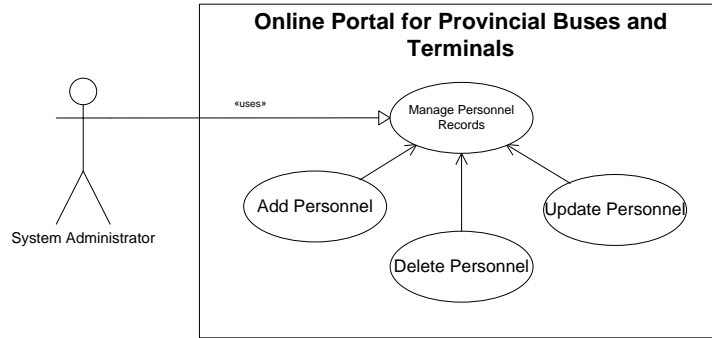 Online Portal for Provincial Buses and
Terminals
«uses»
Manage Personnel
Records
Add Personnel
Update Personnel
Delete Personnel
System Administrator